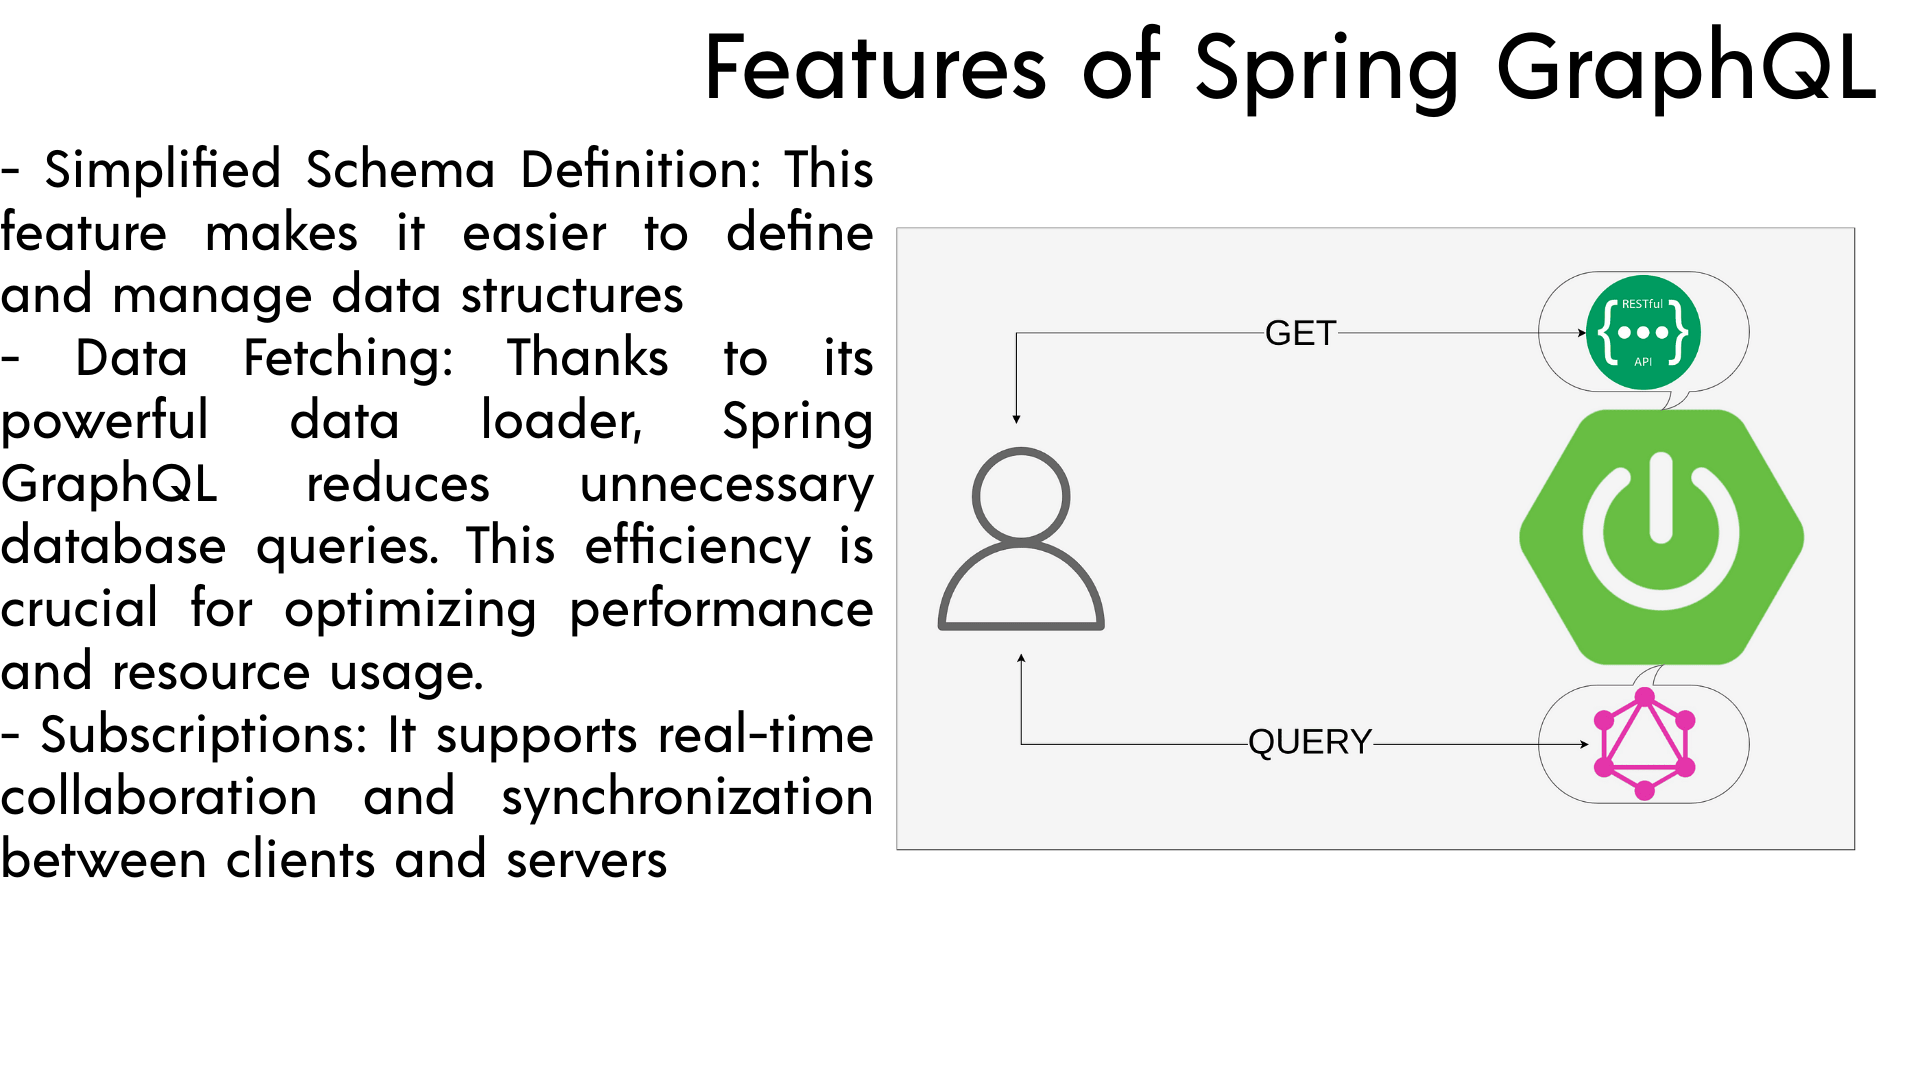 Features of Spring GraphQL
- Simplified Schema Definition: This
feature makes it easier to define
and manage data structures
- Data Fetching: Thanks to its
powerful data loader, Spring
GraphQL reduces unnecessary
database queries. This efficiency is
crucial for optimizing performance
and resource usage.
- Subscriptions: It supports real-time
collaboration and synchronization
between clients and servers
RESTful
{•••}
API
GET
QUERY